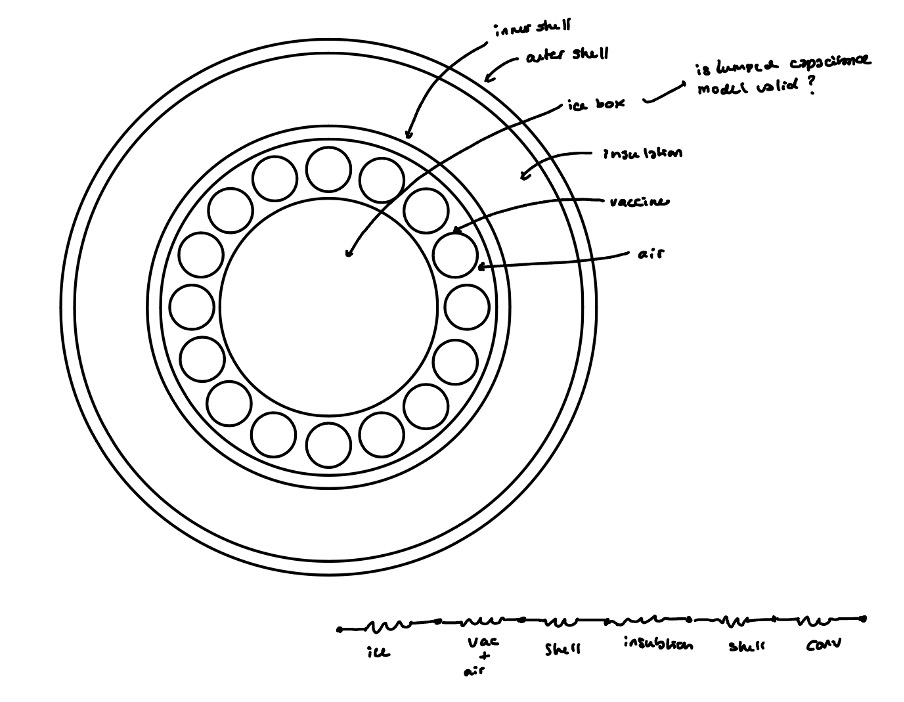 inner shell
outer shell
is lumped capacitance
model valid ?
ice box
insulation
vaccine
air
ice
vac
+
air
shell
insulation
shell
conv